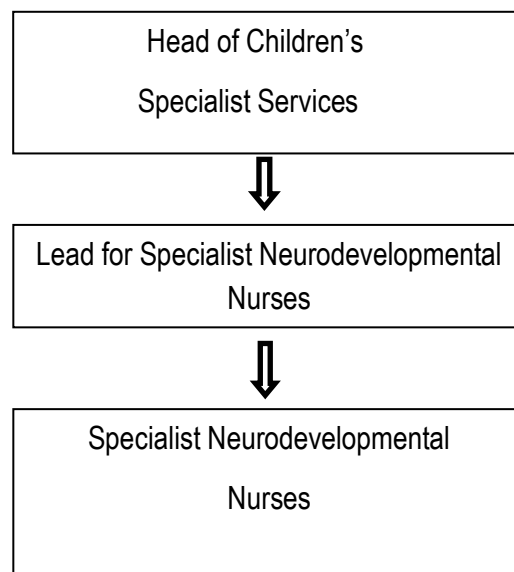 Head of Children’s
Specialist Services
Lead for Specialist Neurodevelopmental
Nurses
Specialist Neurodevelopmental
Nurses